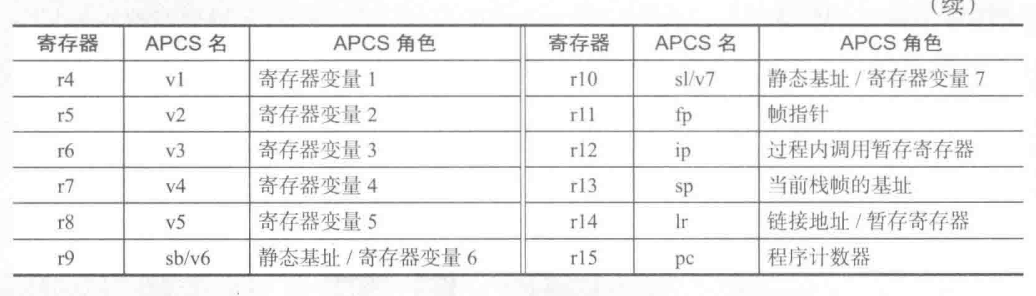 （续）
寄存器 APCS 名 APCS 角色 寄存器 APCS 名 APCS 角色
r4 v1 寄存器变量 1 r10 sl/v7 静态基址 / 寄存器变量 7
r5 v2 寄存器变量 2 r11 fp 帧指针
r6 v3 寄存器变量 3 r12 ip 过程内调用暂存寄存器
r7 v4 寄存器变量 4 r13 sp 当前栈帧的基址
r8 v5 寄存器变量 5 r14 lr 链接地址 / 暂存寄存器
r9 sb/v6 静态基址 / 寄存器变量 6 r15 pc 程序计数器